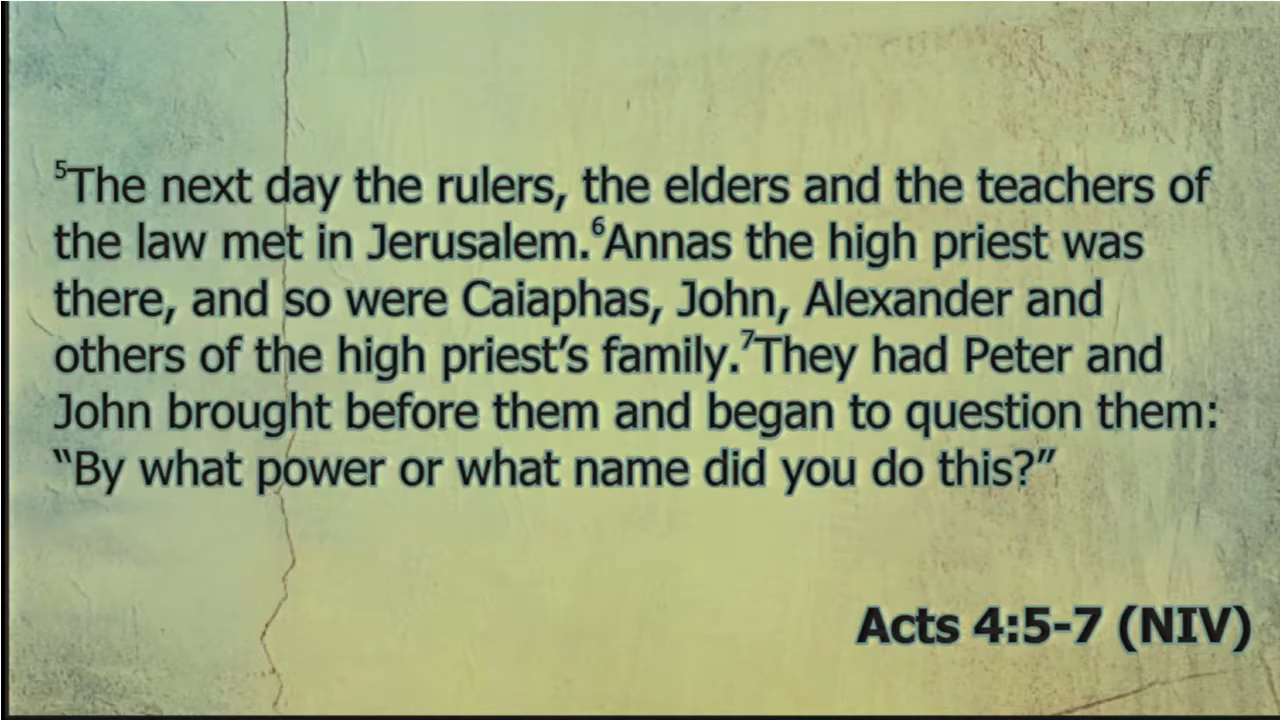 ⁵The next day the rulers, the elders and the teachers of
the law met in Jerusalem.⁶Annas the high priest was
there, and so were Caiaphas, John, Alexander and
others of the high priest’s family.⁷They had Peter and
John brought before them and began to question them:
“By what power or what name did you do this?”
Acts 4:5-7 (NIV)